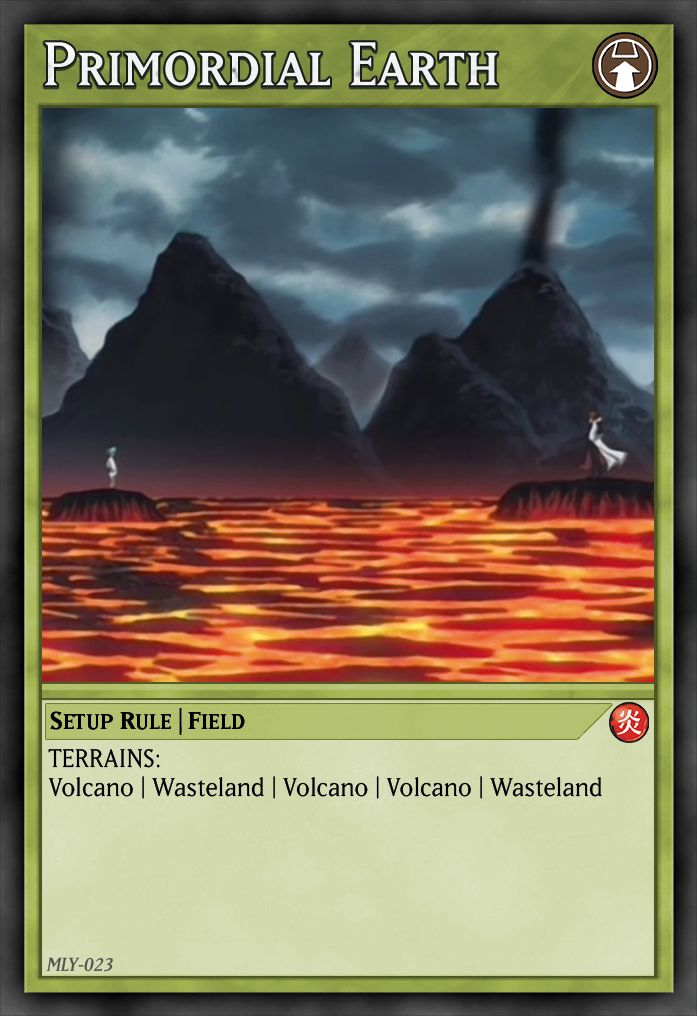 Primordial Earth
Setup Rule | Field
炎
TERRAINS:
Volcano | Wasteland | Volcano | Volcano | Wasteland
MLY-023